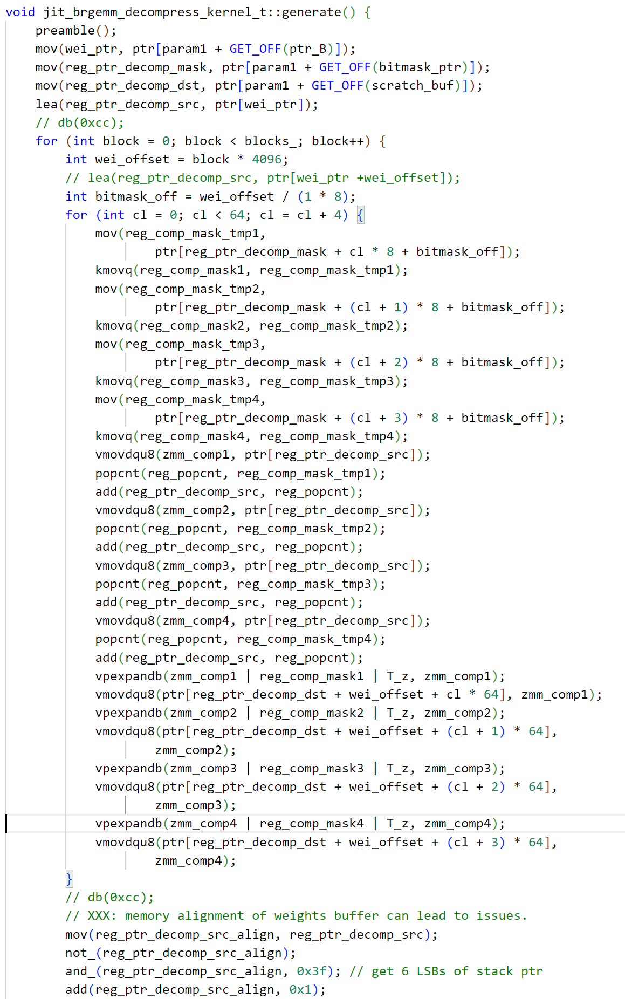 void jit_brgemm_decompress_kernel_t::generate() {
    preamble();
    mov(wei_ptr, ptr[param1 + GET_OFF(ptr_B)]);
    mov(reg_ptr_decomp_mask, ptr[param1 + GET_OFF(bitmask_ptr)]);
    mov(reg_ptr_decomp_dst, ptr[param1 + GET_OFF(scratch_buf)]);
    lea(reg_ptr_decomp_src, ptr[wei_ptr]);
    // db(0xcc);
    for (int block = 0; block < blocks_; block++) {
        int wei_offset = block * 4096;
        // lea(reg_ptr_decomp_src, ptr[wei_ptr +wei_offset]);
        int bitmask_off = wei_offset / (1 * 8);
        for (int cl = 0; cl < 64; cl = cl + 4) {
            mov(reg_comp_mask_tmp1,
                    ptr[reg_ptr_decomp_mask + cl * 8 + bitmask_off]);
            kmovq(reg_comp_mask1, reg_comp_mask_tmp1);
            mov(reg_comp_mask_tmp2,
                    ptr[reg_ptr_decomp_mask + (cl + 1) * 8 + bitmask_off]);
            kmovq(reg_comp_mask2, reg_comp_mask_tmp2);
            mov(reg_comp_mask_tmp3,
                    ptr[reg_ptr_decomp_mask + (cl + 2) * 8 + bitmask_off]);
            kmovq(reg_comp_mask3, reg_comp_mask_tmp3);
            mov(reg_comp_mask_tmp4,
                    ptr[reg_ptr_decomp_mask + (cl + 3) * 8 + bitmask_off]);
            kmovq(reg_comp_mask4, reg_comp_mask_tmp4);
            vmovdqu8(zmm_comp1, ptr[reg_ptr_decomp_src]);
            popcnt(reg_popcnt, reg_comp_mask_tmp1);
            add(reg_ptr_decomp_src, reg_popcnt);
            vmovdqu8(zmm_comp2, ptr[reg_ptr_decomp_src]);
            popcnt(reg_popcnt, reg_comp_mask_tmp2);
            add(reg_ptr_decomp_src, reg_popcnt);
            vmovdqu8(zmm_comp3, ptr[reg_ptr_decomp_src]);
            popcnt(reg_popcnt, reg_comp_mask_tmp3);
            add(reg_ptr_decomp_src, reg_popcnt);
            vmovdqu8(zmm_comp4, ptr[reg_ptr_decomp_src]);
            popcnt(reg_popcnt, reg_comp_mask_tmp4);
            add(reg_ptr_decomp_src, reg_popcnt);
            vpexpandb(zmm_comp1 | reg_comp_mask1 | T_z, zmm_comp1);
            vmovdqu8(ptr[reg_ptr_decomp_dst + wei_offset + cl * 64], zmm_comp1);
            vpexpandb(zmm_comp2 | reg_comp_mask2 | T_z, zmm_comp2);
            vmovdqu8(ptr[reg_ptr_decomp_dst + wei_offset + (cl + 1) * 64],
                    zmm_comp2);
            vpexpandb(zmm_comp3 | reg_comp_mask3 | T_z, zmm_comp3);
            vmovdqu8(ptr[reg_ptr_decomp_dst + wei_offset + (cl + 2) * 64],
                    zmm_comp3);
            vpexpandb(zmm_comp4 | reg_comp_mask4 | T_z, zmm_comp4);
            vmovdqu8(ptr[reg_ptr_decomp_dst + wei_offset + (cl + 3) * 64],
                    zmm_comp4);
        }
        // db(0xcc);
        // XXX: memory alignment of weights buffer can lead to issues.
        mov(reg_ptr_decomp_src_align, reg_ptr_decomp_src);
        not_(reg_ptr_decomp_src_align);
        and_(reg_ptr_decomp_src_align, 0x3f); // get 6 LSBs of stack ptr
        add(reg_ptr_decomp_src_align, 0x1);